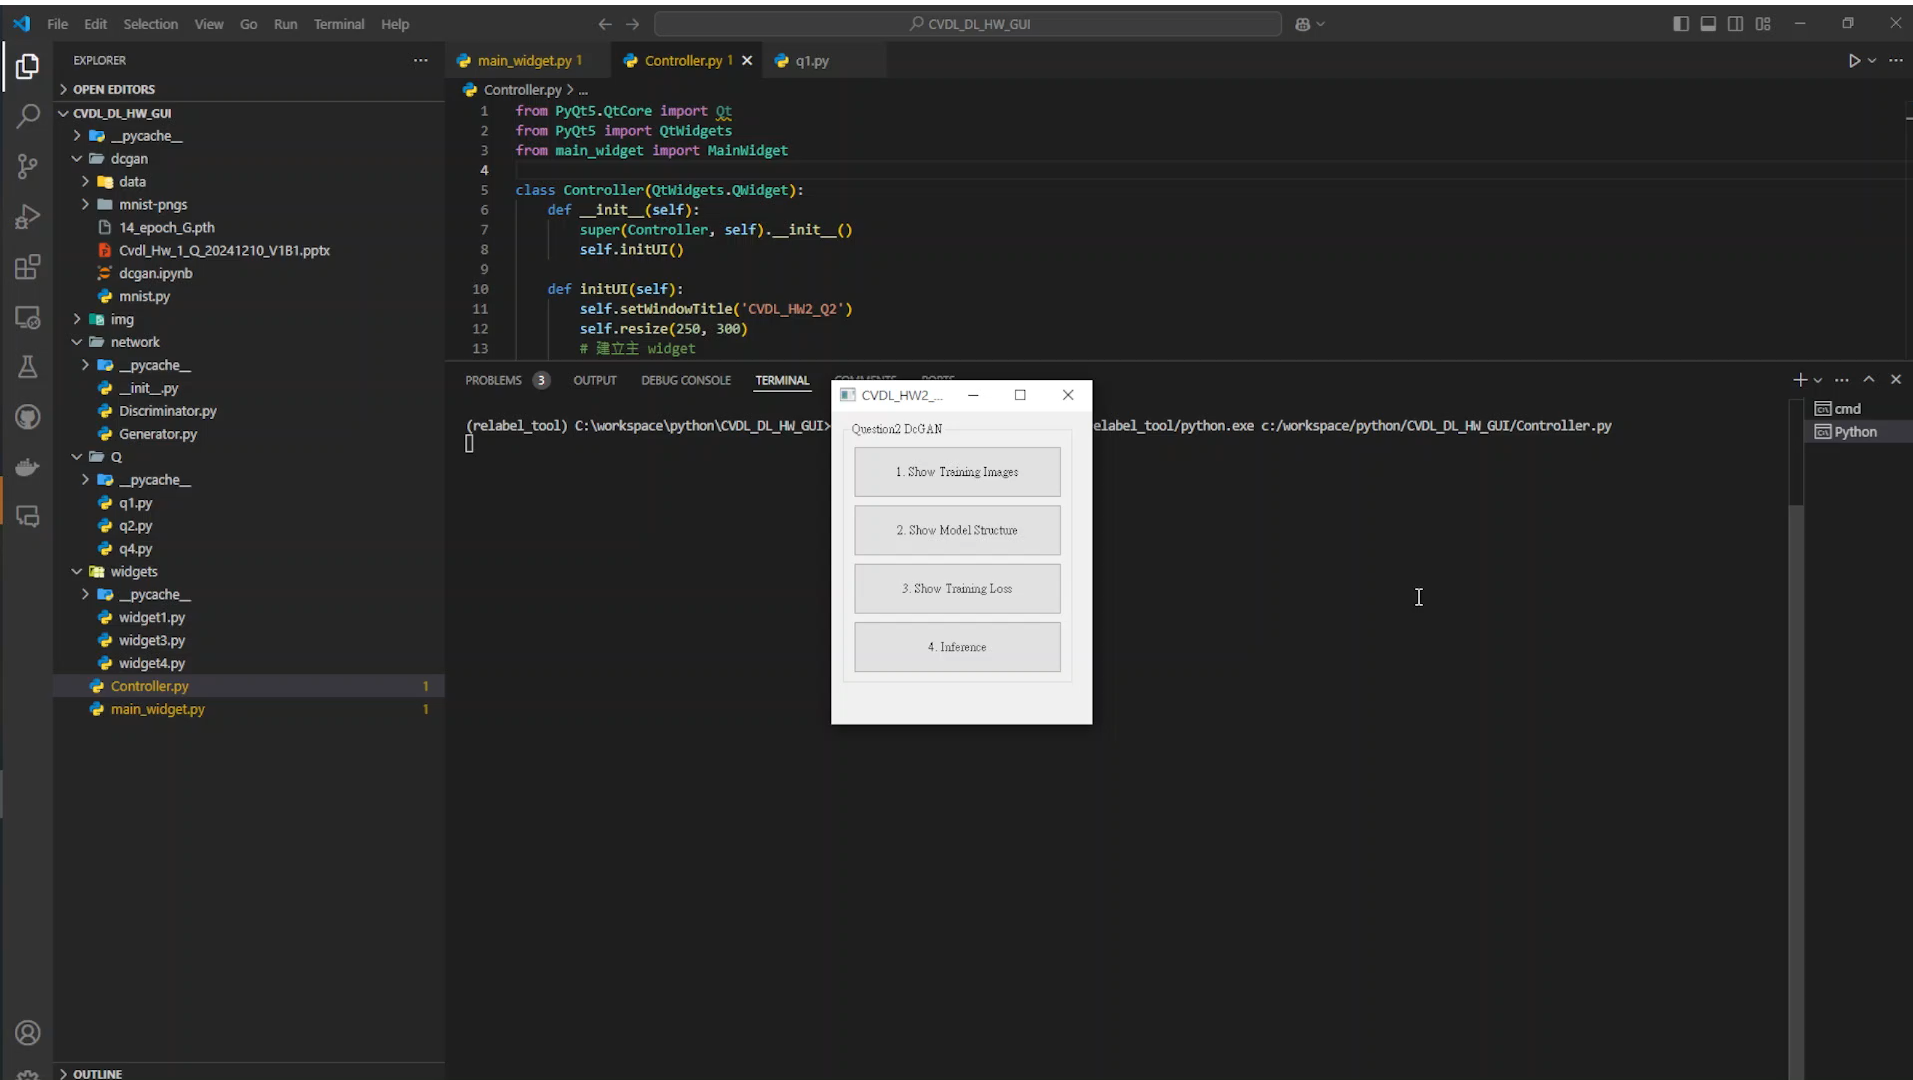 File Edit Selection View Go Run Terminal Help
CVDL_DL_HW_GUI
EXPLORER
OPEN EDITORS
CVDL_DL_HW_GUI
__pycache__
dcgan
data
mnist-pngs
14_epoch_G.pth
Cvdl_Hw_1_Q_20241210_V1B1.pptx
dcgan.ipynb
mnist.py
img
network
__pycache__
__init__.py
Discriminator.py
Generator.py
Q
__pycache__
q1.py
q2.py
q4.py
widgets
__pycache__
widget1.py
widget3.py
widget4.py
Controller.py 1
main_widget.py 1
OUTLINE
main_widget.py 1 Controller.py 1 q1.py
Controller.py > ...
1 from PyQt5.QtCore import Qt
2 from PyQt5 import QtWidgets
3 from main_widget import MainWidget
4
5 class Controller(QtWidgets.QWidget):
6 def __init__(self):
7 super(Controller, self).__init__()
8 self.initUI()
9
10 def initUI(self):
11 self.setWindowTitle('CVDL_HW2_Q2')
12 self.resize(250, 300)
13 # 建立主 widget
PROBLEMS 3 OUTPUT DEBUG CONSOLE TERMINAL
(relabel_tool) C:\workspace\python\CVDL_DL_HW_GUI>
elabel_tool/python.exe c:/workspace/python/CVDL_DL_HW_GUI/Controller.py
cmd
Python
CVDL_HW2_...
Question2 DcGAN
1. Show Training Images
2. Show Model Structure
3. Show Training Loss
4. Inference